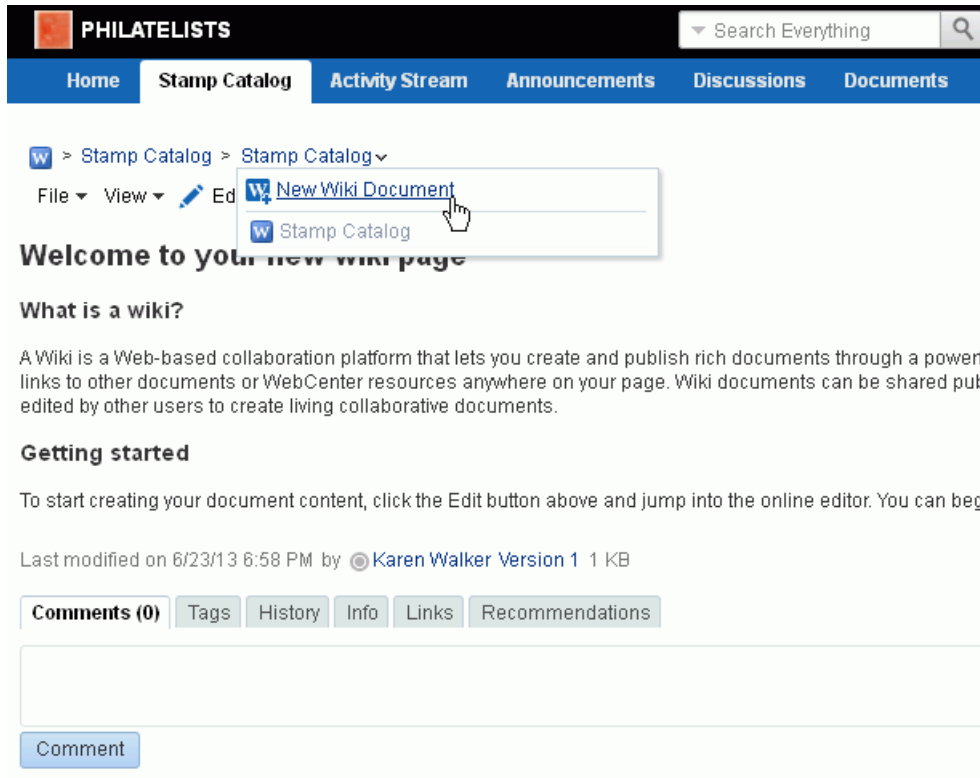 PHILATELISTS
Search Everything
Home Stamp Catalog Activity Stream Announcements Discussions Documents
W > Stamp Catalog > Stamp Catalog
File View Ed
W New Wiki Document
W Stamp Catalog
Welcome to your new wiki page
What is a wiki?
A Wiki is a Web-based collaboration platform that lets you create and publish rich documents through a powerf
links to other documents or WebCenter resources anywhere on your page. Wiki documents can be shared pub
edited by other users to create living collaborative documents.
Getting started
To start creating your document content, click the Edit button above and jump into the online editor. You can beg
Last modified on 6/23/13 6:58 PM by Karen Walker Version 1 1 KB
Comments (0) Tags History Info Links Recommendations
Comment